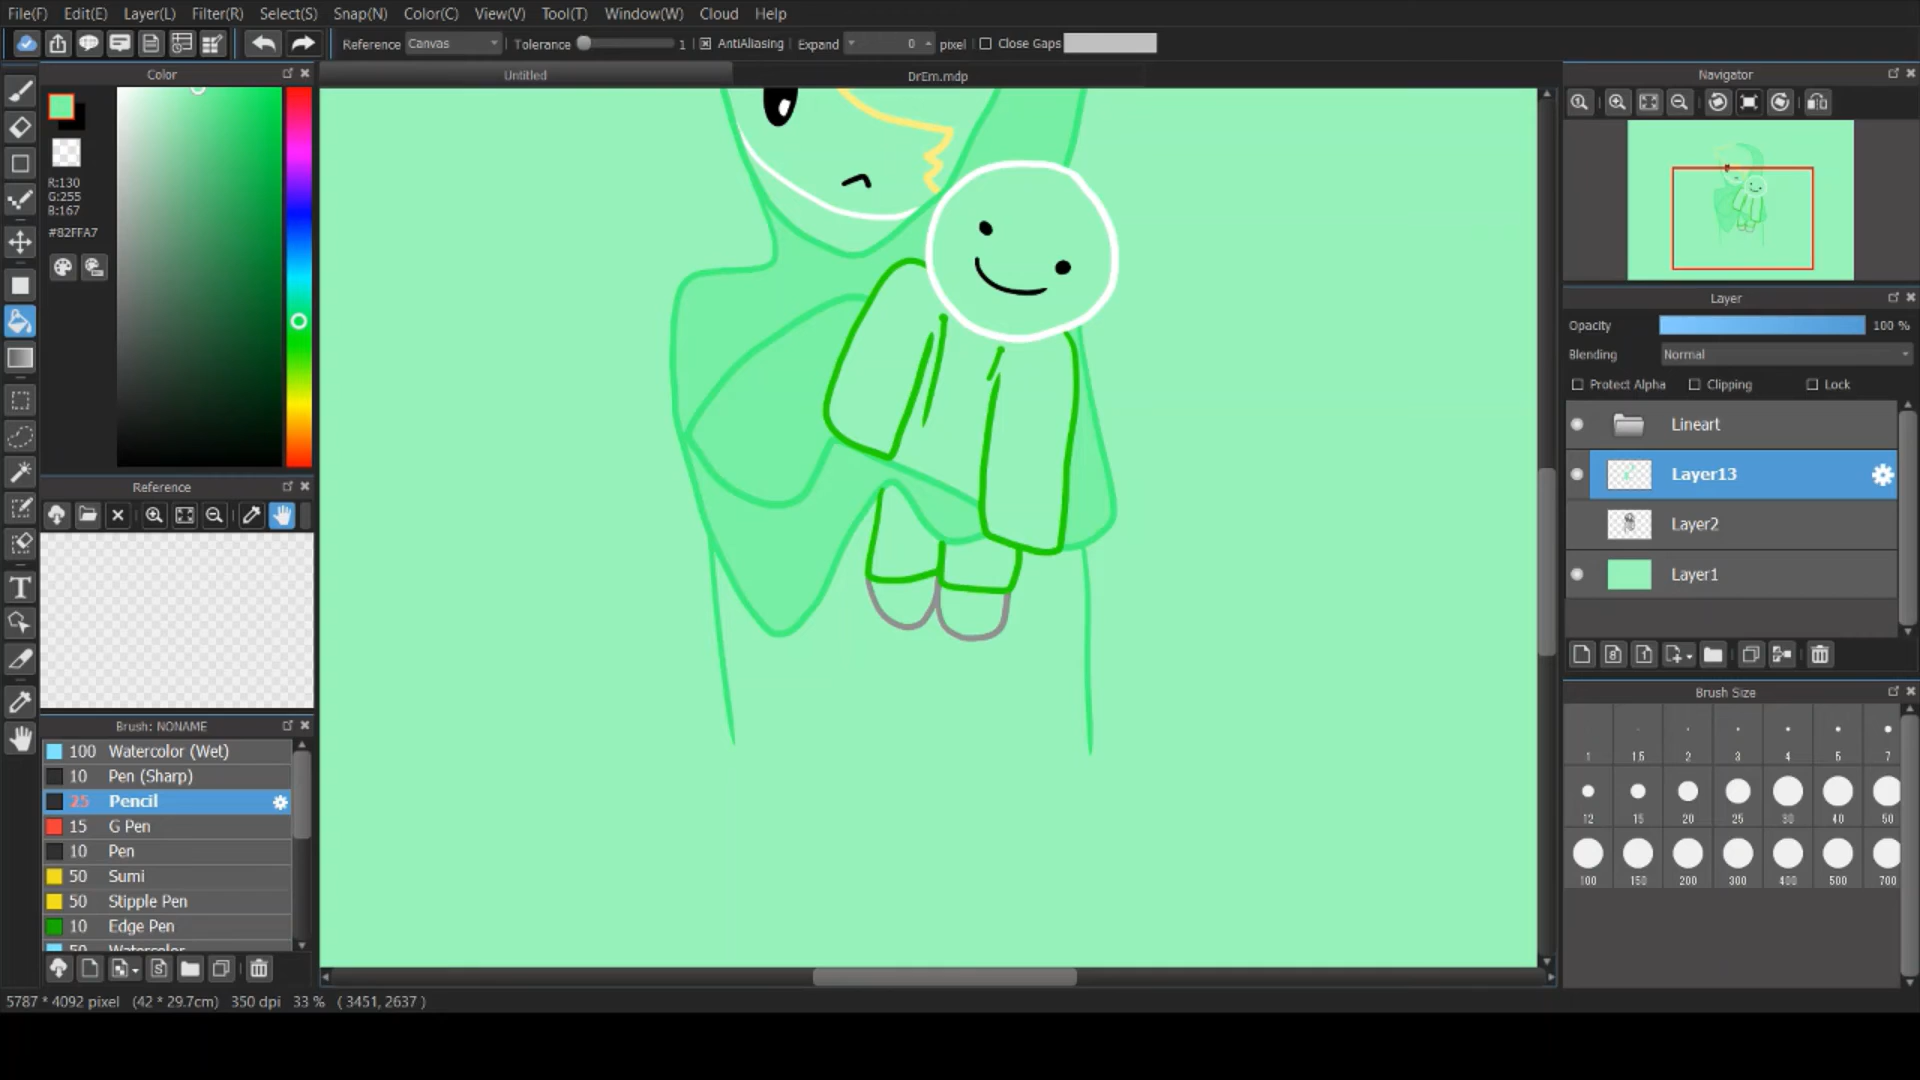 File(F) Edit(E) Layer(L) Filter(R) Select(S) Snap(N) Color(C) View(V) Tool(T) Window(W) Cloud Help
Reference Canvas Tolerance 1 AntiAliasing Expand 0 pixel Close Gaps
Color
Untitled
DrEm.mdp
Navigator
R:130
G:255
B:167
#82FFA7
Layer
Opacity 100 %
Blending Normal
Protect Alpha Clipping Lock
Lineart
Layer13
Layer2
Layer1
Reference
Brush Size
1 1.5 2 3 4 5 7
12 15 20 25 30 40 50
100 150 200 300 400 500 700
Brush: NONAME
100 Watercolor (Wet)
10 Pen (Sharp)
25 Pencil
15 G Pen
10 Pen
50 Sumi
50 Stipple Pen
10 Edge Pen
50 Watercolor
5787 * 4092 pixel (42 * 29.7cm) 350 dpi 33 % ( 3451, 2637 )